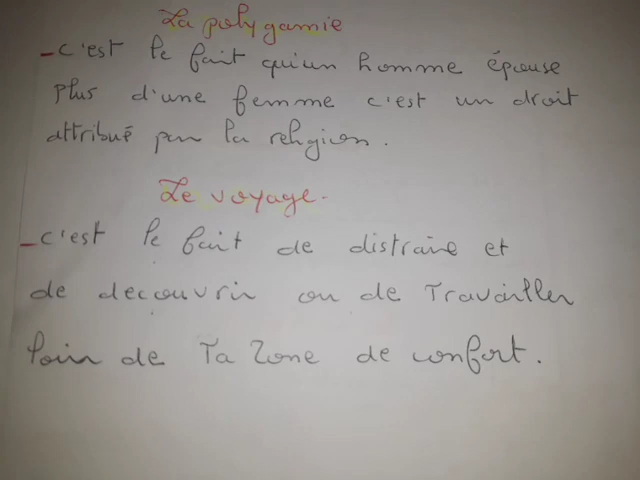 La polygamie
- c'est le fait qu'un homme épouse
plus d'une femme c'est un droit
attribué par la religion.
Le voyage.
- c'est le fait de distraire et
de decouvrir ou de Travailler
loin de Ta Zone de confort.